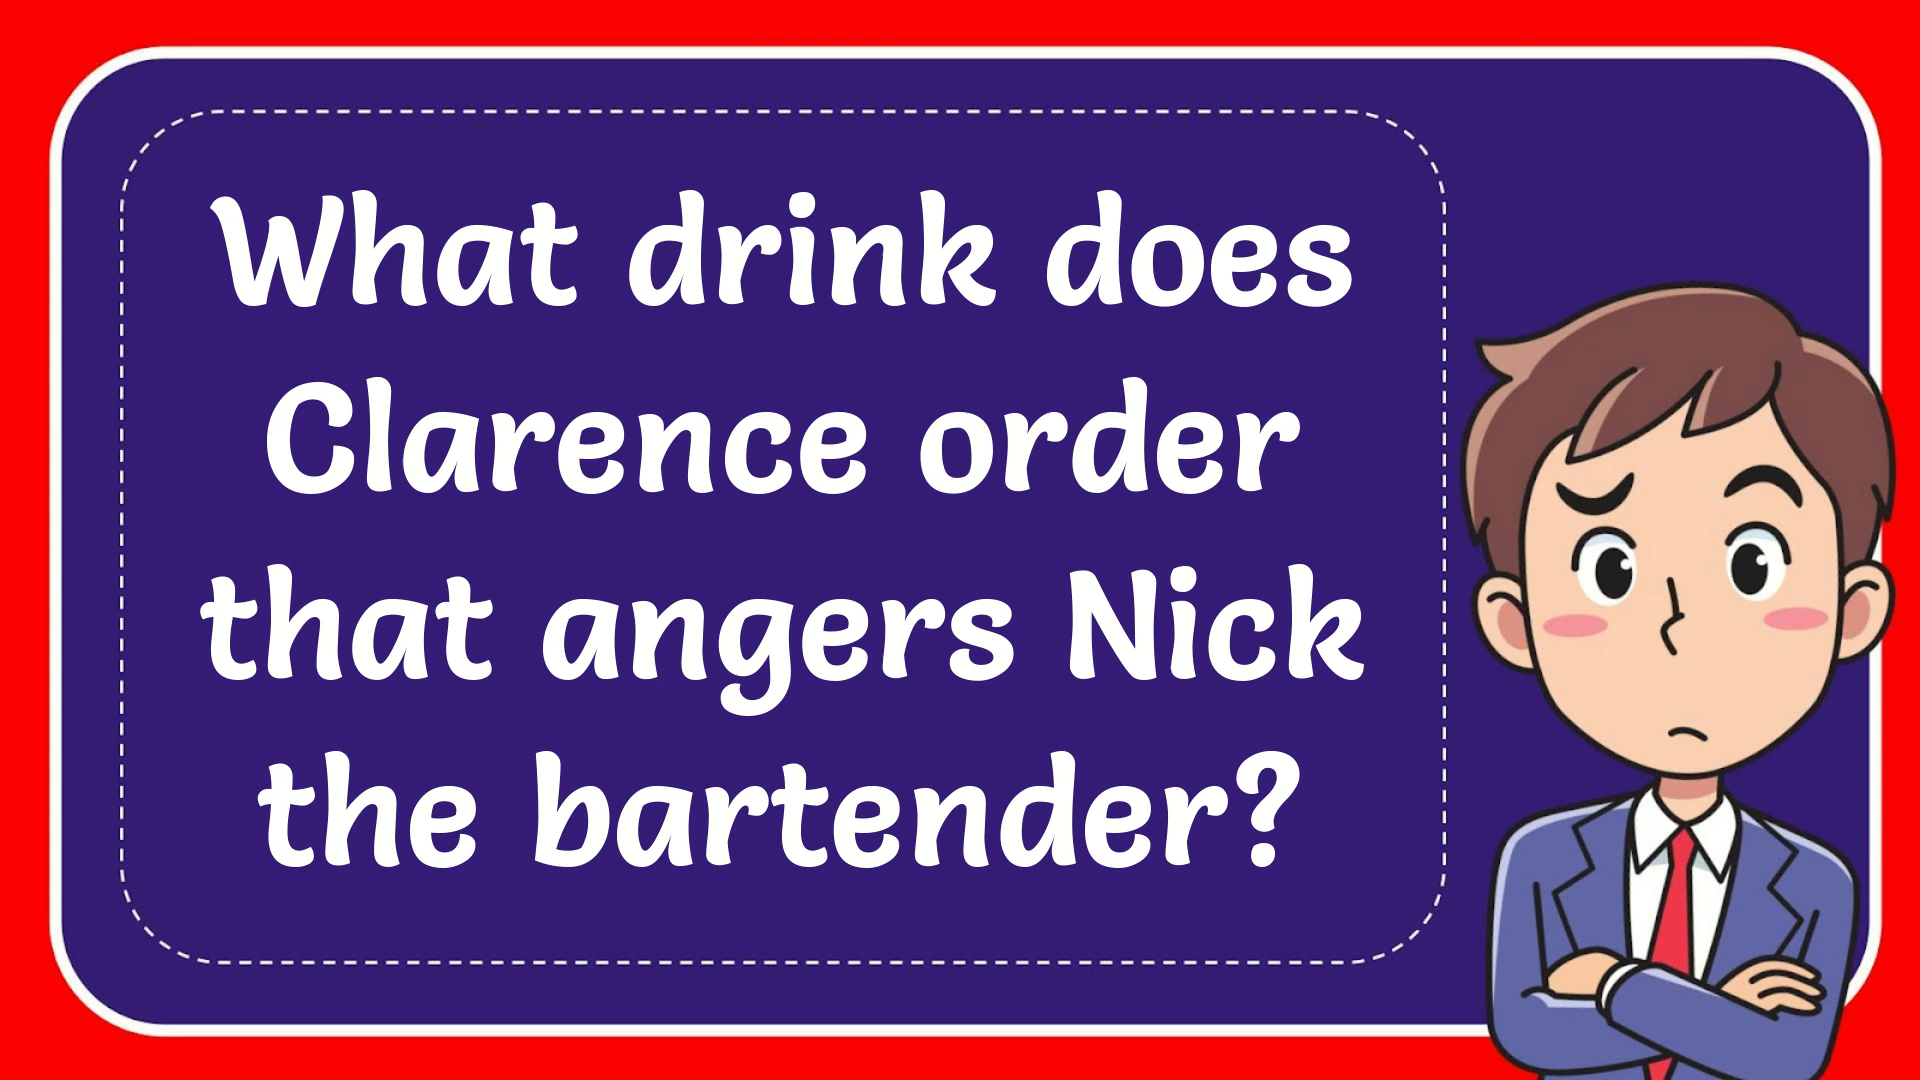 What drink does
Clarence order
that angers Nick
the bartender?